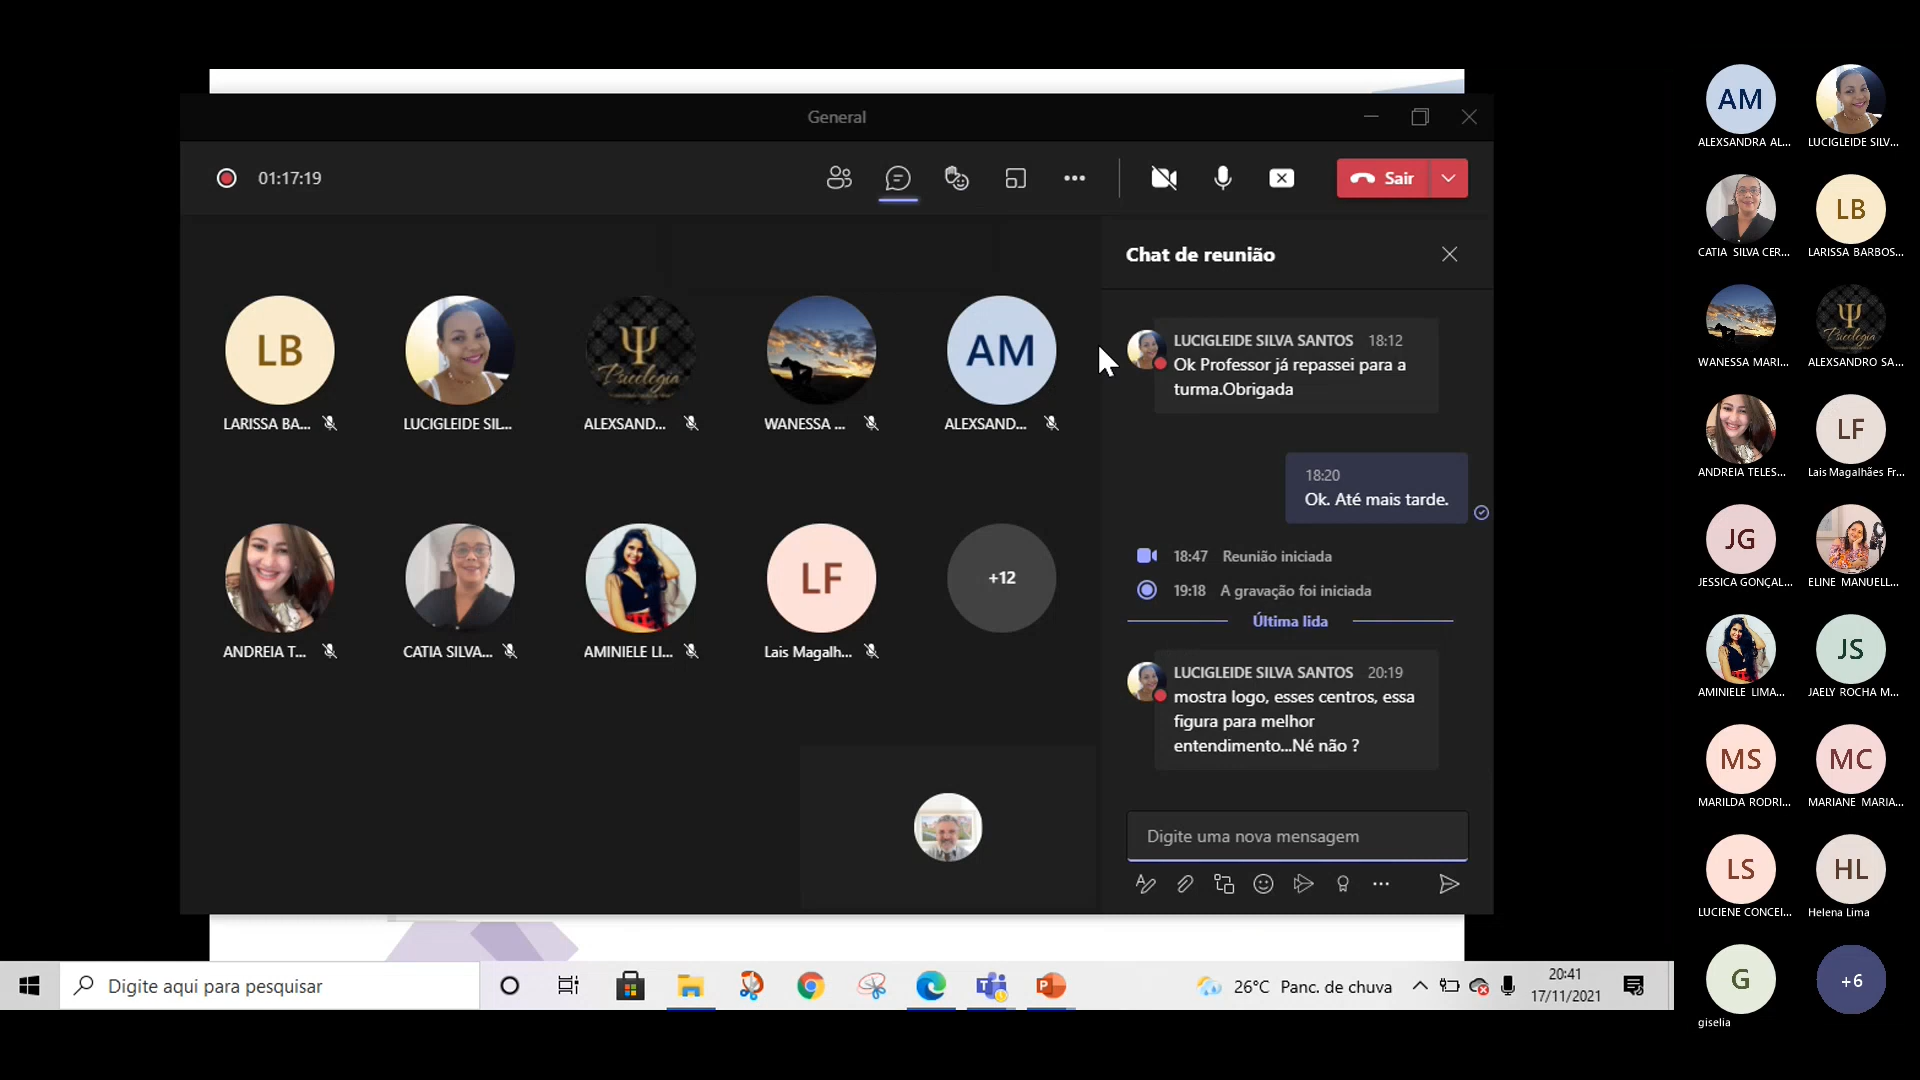 General
01:17:19
Sair
Chat de reunião
LB
LARISSA BA...
LUCIGLEIDE SIL...
Ψ
Psicologia
ALEXSAND...
WANESSA ...
AM
ALEXSAND...
ANDREIA T...
CATIA SILVA...
AMINIELE LI...
LF
Lais Magalh...
+12
LUCIGLEIDE SILVA SANTOS 18:12
Ok Professor já repassei para a
turma.Obrigada
18:20
Ok. Até mais tarde.
18:47 Reunião iniciada
19:18 A gravação foi iniciada
Última lida
LUCIGLEIDE SILVA SANTOS 20:19
mostra logo, esses centros, essa
figura para melhor
entendimento...Né não ?
Digite uma nova mensagem
Digite aqui para pesquisar
26°C Panc. de chuva
20:41
17/11/2021
AM
ALEXSANDRA AL...
LUCIGLEIDE SILV...
CATIA SILVA CER...
LB
LARISSA BARBOS...
WANESSA MARI...
Ψ
Psicologia
ALEXSANDRO SA...
ANDREIA TELES...
LF
Lais Magalhães Fr...
JG
JESSICA GONÇAL...
ELINE MANUELL...
AMINIELE LIMA...
JS
JAELY ROCHA M...
MS
MARILDA RODRI...
MC
MARIANE MARIA...
LS
LUCIENE CONCEI...
HL
Helena Lima
G
giselia
+6